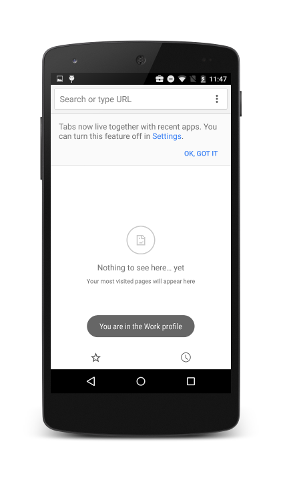 11:47
Search or type URL
Tabs now live together with recent apps. You
can turn this feature off in Settings.
OK, GOT IT
Nothing to see here... yet
Your most visited pages will appear here
You are in the Work profile